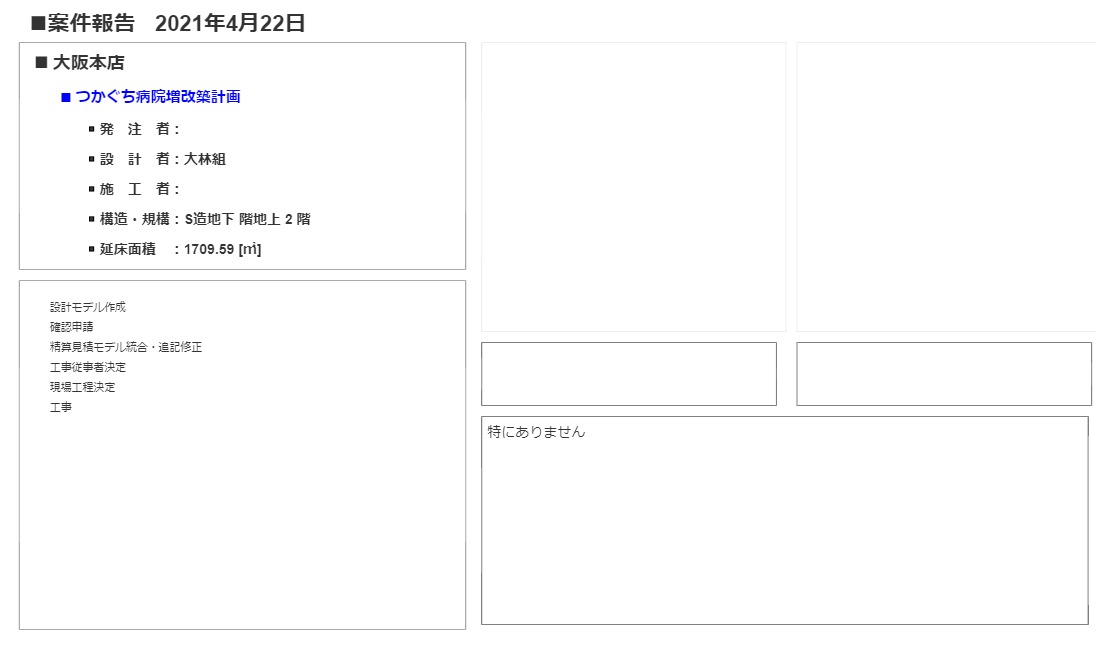 ■案件報告　2021年4月22日
■ 大阪本店
■ つかぐち病院増改築計画
▪ 発　注　者：
▪ 設　計　者：大林組
▪ 施　工　者：
▪ 構造・規構：S造地下 階地上 2 階
▪ 延床面積　：1709.59 [㎡]
設計モデル作成
確認申請
精算見積モデル統合・追記修正
工事従事者決定
現場工程決定
工事
特にありません